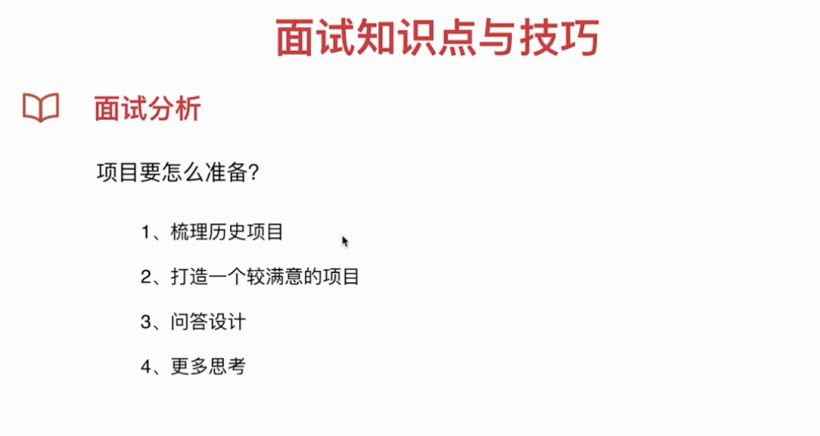 面试知识点与技巧
面试分析
项目要怎么准备?
1、梳理历史项目
2、打造一个较满意的项目
3、问答设计
4、更多思考